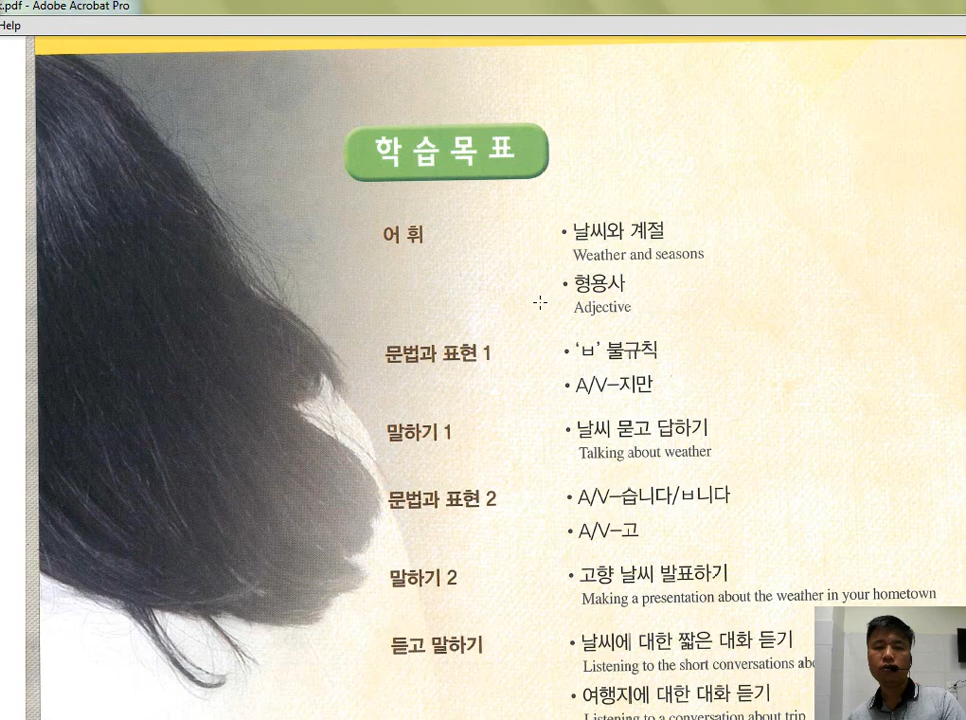 .pdf - Adobe Acrobat Pro
Help
학습목표
어휘
• 날씨와 계절
Weather and seasons
• 형용사
Adjective
문법과 표현 1
• ‘ㅂ’ 불규칙
• A/V–지만
말하기 1
• 날씨 묻고 답하기
Talking about weather
문법과 표현 2
• A/V–습니다/ㅂ니다
• A/V–고
말하기 2
• 고향 날씨 발표하기
Making a presentation about the weather in your hometown
듣고 말하기
• 날씨에 대한 짧은 대화 듣기
Listening to the short conversations
• 여행지에 대한 대화 듣기
Listening to a conversation about trip